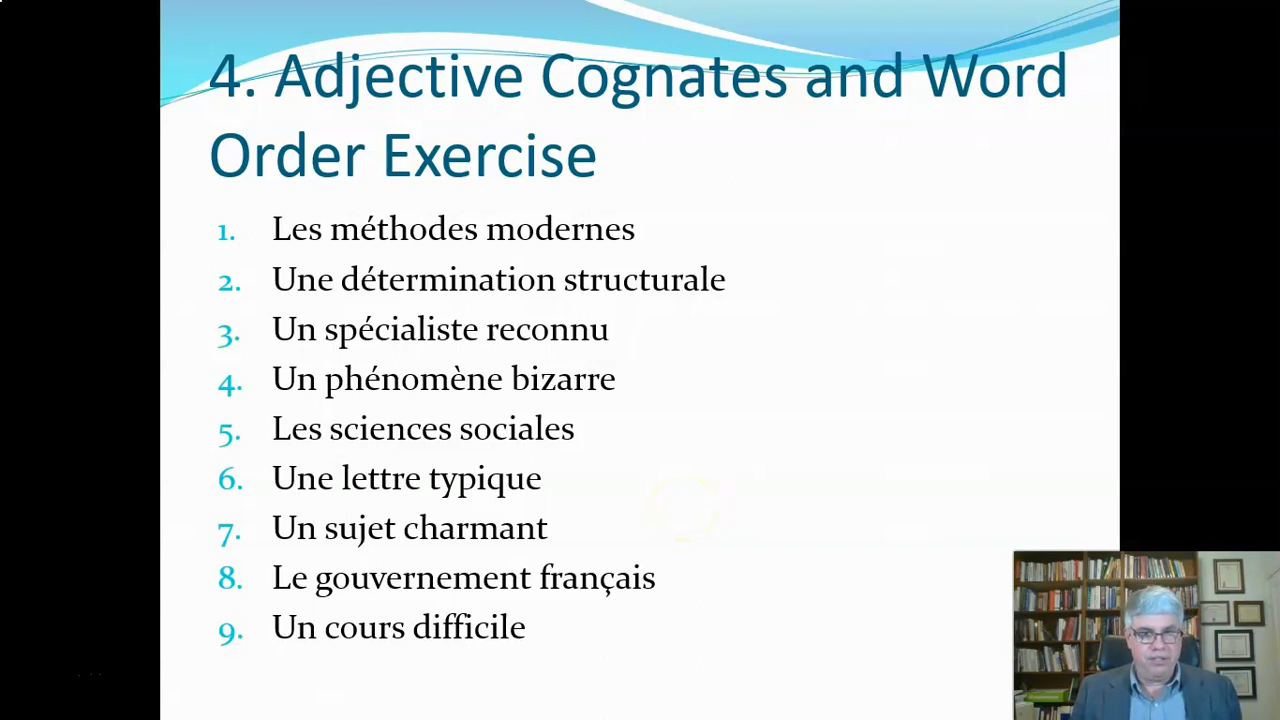 4. Adjective Cognates and Word
Order Exercise
1. Les méthodes modernes
2. Une détermination structurale
3. Un spécialiste reconnu
4. Un phénomène bizarre
5. Les sciences sociales
6. Une lettre typique
7. Un sujet charmant
8. Le gouvernement français
9. Un cours difficile